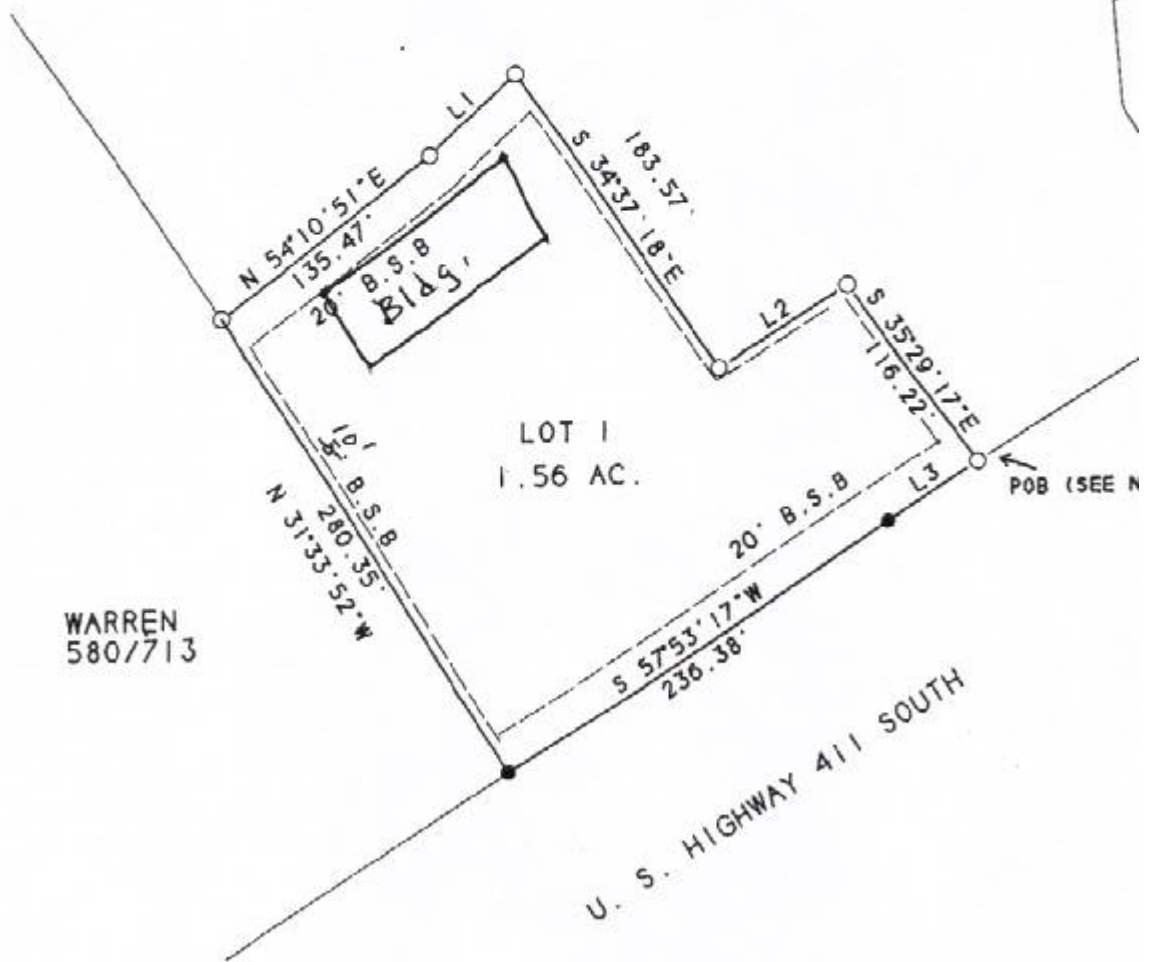 L1
N 54°10'51"E
135.47'
20' B.S.B
Bldg.
S 34°37'18"E
183.57'
L2
S 35°29'17"E
116.22'
LOT 1
1.56 AC.
10'
B.S.B
280.35'
N 31°33'52"W
20' B.S.B
L3
POB (SEE N
S 57°53'17"W
236.38'
WARREN
580/713
U. S. HIGHWAY 411 SOUTH